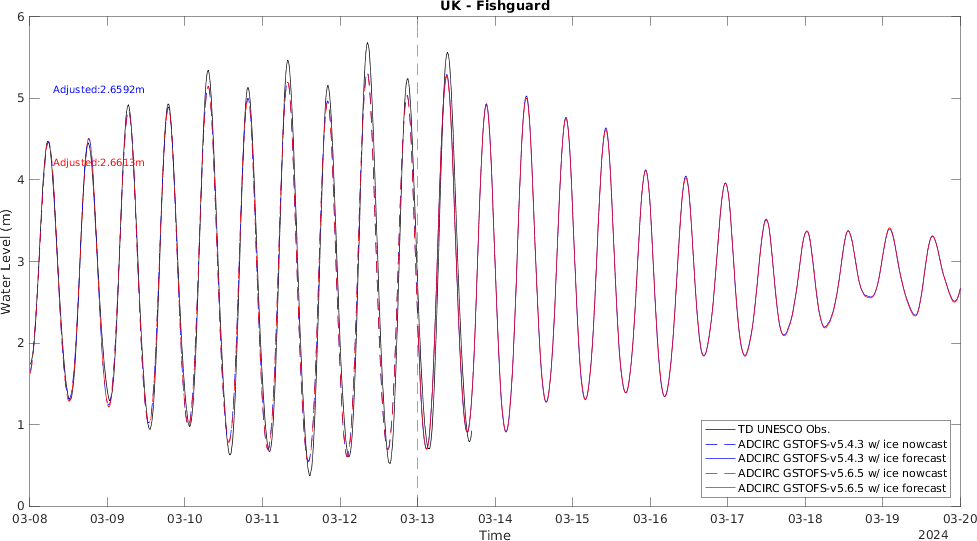 UK - Fishguard
6
5
4
3
2
1
0
Water Level (m)
Adjusted:2.6592m
Adjusted:2.6613m
TD UNESCO Obs.
ADCIRC GSTOFS-v5.4.3 w/ ice nowcast
ADCIRC GSTOFS-v5.4.3 w/ ice forecast
ADCIRC GSTOFS-v5.6.5 w/ ice nowcast
ADCIRC GSTOFS-v5.6.5 w/ ice forecast
03-08 03-09 03-10 03-11 03-12 03-13 03-14 03-15 03-16 03-17 03-18 03-19 03-20
Time
2024